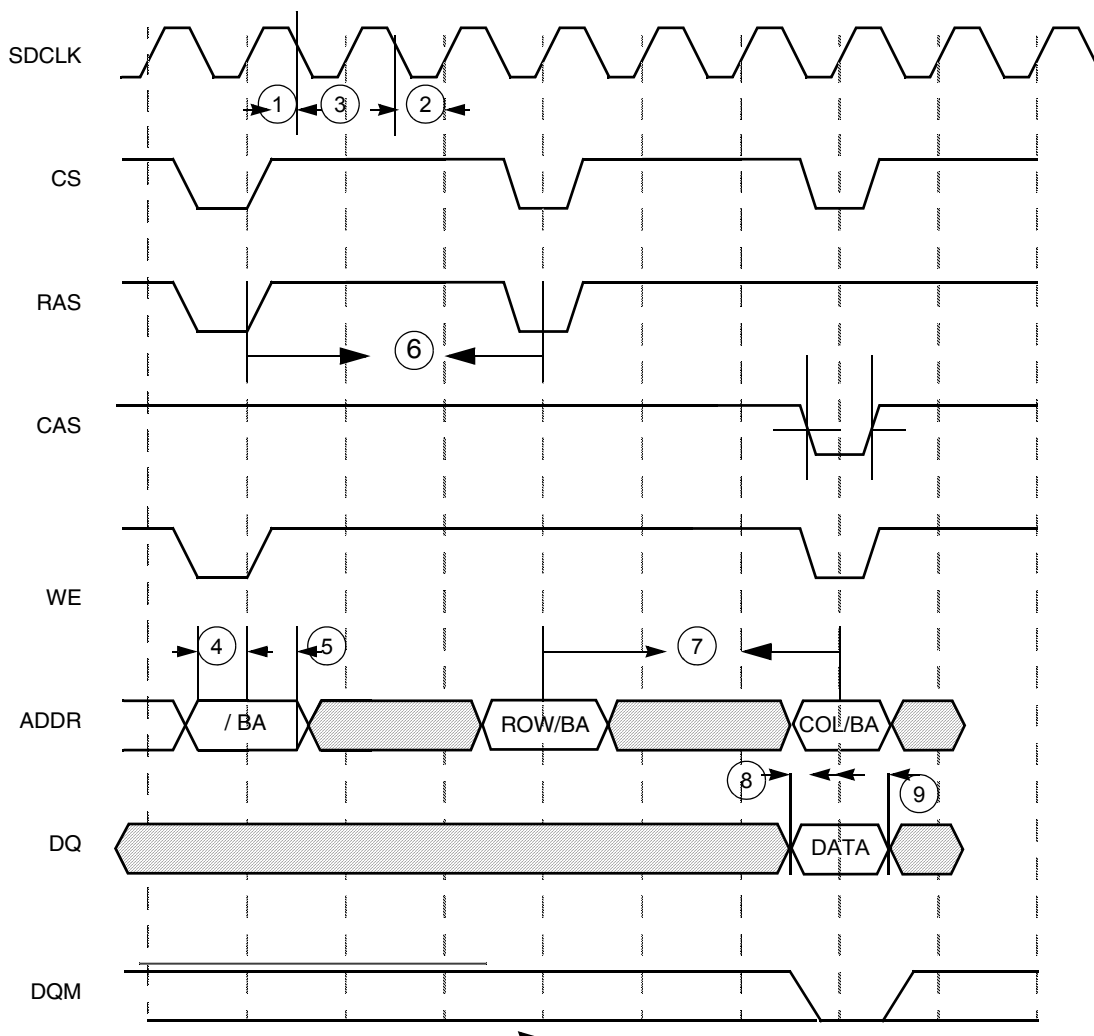 SDCLK
1 3 2
CS
RAS
6
CAS
WE
4 5 7
ADDR / BA ROW/BA COL/BA
8 9
DQ DATA
DQM